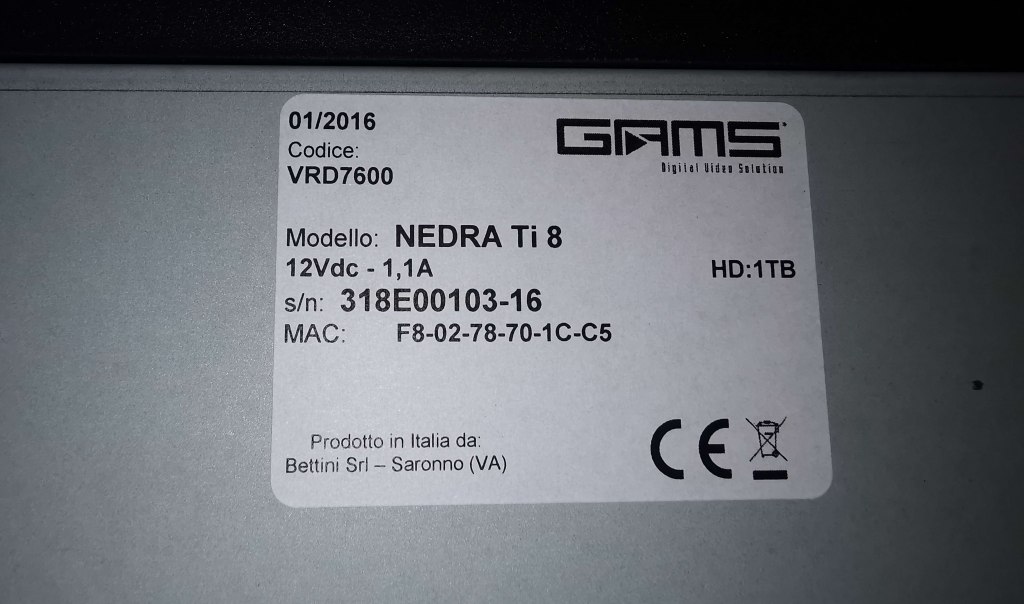 01/2016
Codice:
VRD7600
GAMS
Digital Video Solution
Modello: NEDRA Ti 8
12Vdc - 1,1A
HD:1TB
s/n: 318E00103-16
MAC: F8-02-78-70-1C-C5
Prodotto in Italia da:
Bettini Srl – Saronno (VA)
CE